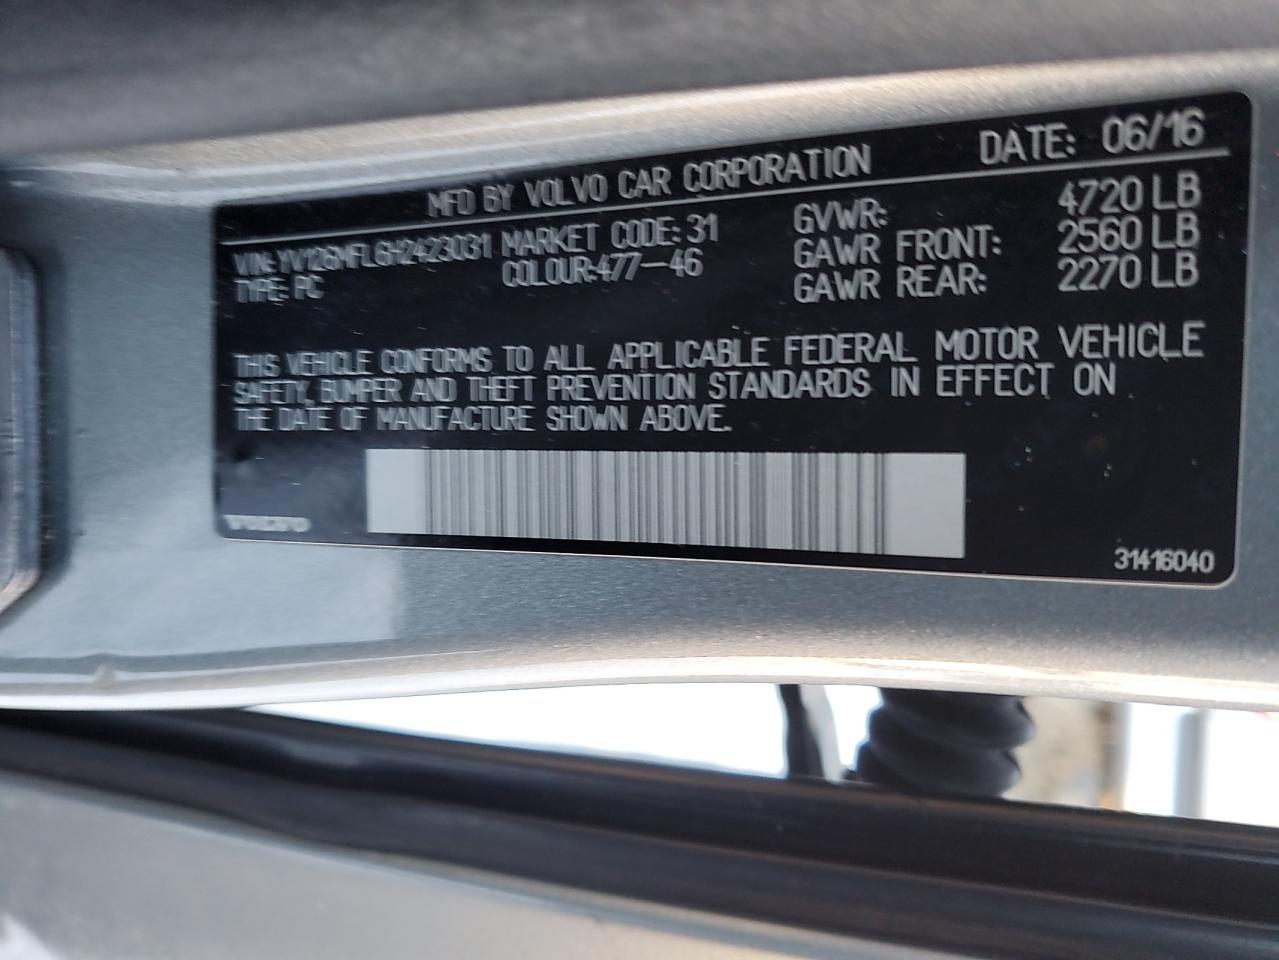 MFD BY VOLVO CAR CORPORATION DATE: 06/16
VIN: YV126MFL6H2423031 MARKET CODE: 31 GVWR: 4720 LB
TYPE: PC COLOUR: 477-46 GAWR FRONT: 2560 LB
GAWR REAR: 2270 LB
THIS VEHICLE CONFORMS TO ALL APPLICABLE FEDERAL MOTOR VEHICLE
SAFETY, BUMPER AND THEFT PREVENTION STANDARDS IN EFFECT ON
THE DATE OF MANUFACTURE SHOWN ABOVE.
VOLVO
31416040